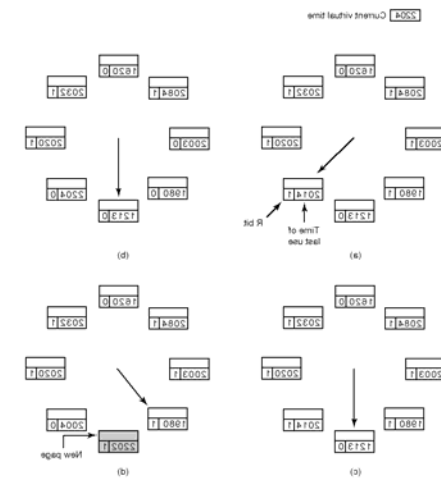 2204 Current virtual time
1620 0
2084 1 2032 1
2003 1 2020 1
1980 1 2014 1
1213 0
Time of
last use
R bit
(a)
1620 0
2084 1 2032 1
2003 0 2020 1
1980 0 2204 0
1213 0
(b)
1620 0
2084 1 2032 1
2003 1 2020 1
1980 1 2014 1
1213 0
(c)
1620 0
2084 1 2032 1
2003 1 2020 1
1980 1 2004 0
2202 1
New page
(d)